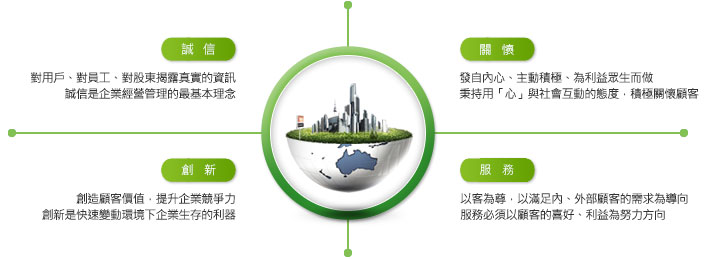 誠信
對用戶、對員工、對股東揭露真實的資訊
誠信是企業經營管理的最基本理念
關懷
發自內心、主動積極、為利益眾生而做
秉持用「心」與社會互動的態度，積極關懷顧客
創新
創造顧客價值，提升企業競爭力
創新是快速變動環境下企業生存的利器
服務
以客為尊，以滿足內、外部顧客的需求為導向
服務必須以顧客的喜好、利益為努力方向